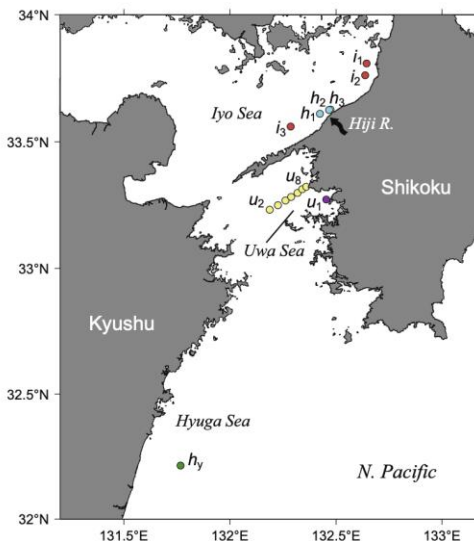 34°N
i1
i2
Iyo Sea
h2 h3
h1
Hiji R.
i3
33.5°N
u8
Shikoku
u2
u1
Uwa Sea
33°N
Kyushu
32.5°N
Hyuga Sea
hy
N. Pacific
32°N
131.5°E
132°E
132.5°E
133°E